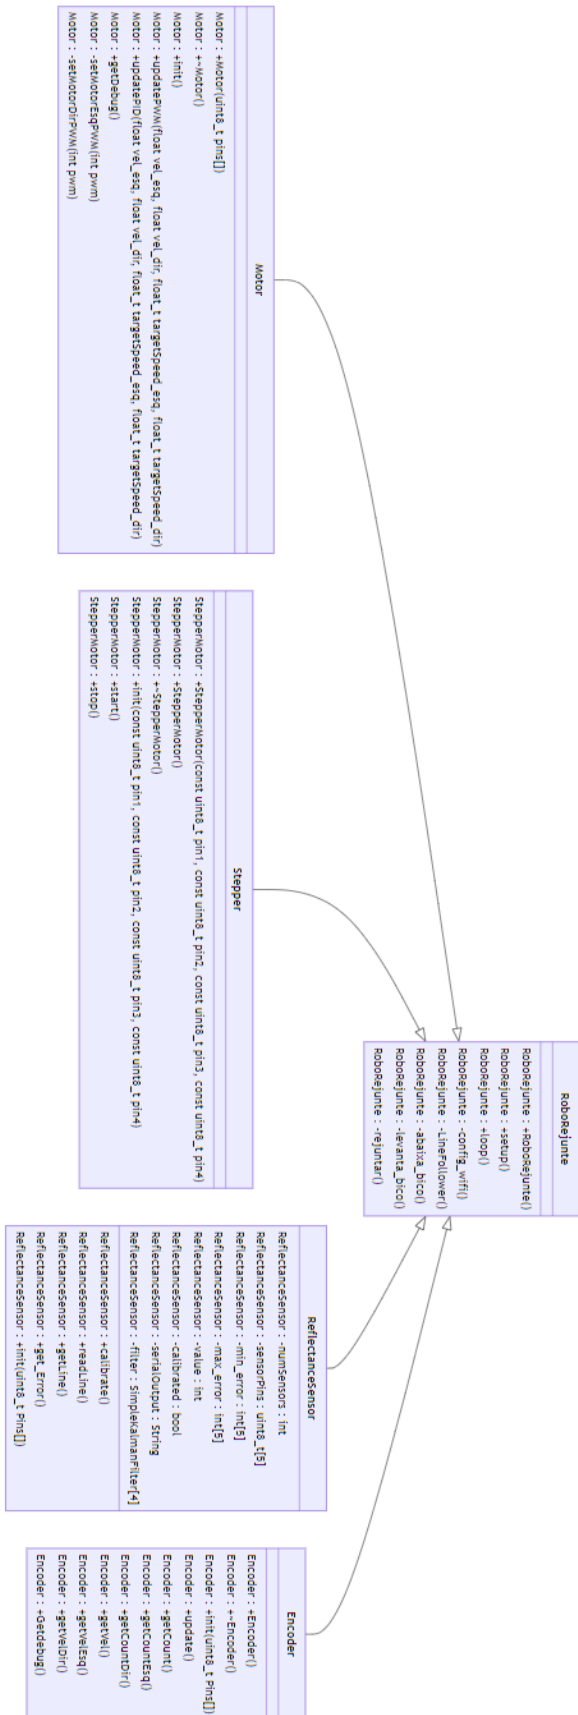 RoboRejunte
RoboRejunte : +RoboRejunte()
RoboRejunte : +setup()
RoboRejunte : +loop()
RoboRejunte : -config_wifi()
RoboRejunte : -LineFollower()
RoboRejunte : -abaixa_bico()
RoboRejunte : -levanta_bico()
RoboRejunte : -rejuntar()
Motor
Motor : +Motor(uint8_t pins[])
Motor : +~Motor()
Motor : +init()
Motor : +updatePWM(float vel_esq, float vel_dir, float_t targetSpeed_esq, float_t targetSpeed_dir)
Motor : +updatePID(float vel_esq, float vel_dir, float_t targetSpeed_esq, float_t targetSpeed_dir)
Motor : +getDebug()
Motor : -setMotorEsqPWM(int pwm)
Motor : -setMotorDirPWM(int pwm)
Stepper
StepperMotor : +StepperMotor(const uint8_t pin1, const uint8_t pin2, const uint8_t pin3, const uint8_t pin4)
StepperMotor : +StepperMotor()
StepperMotor : +~StepperMotor()
StepperMotor : +init(const uint8_t pin1, const uint8_t pin2, const uint8_t pin3, const uint8_t pin4)
StepperMotor : +start()
StepperMotor : +stop()
ReflectanceSensor
ReflectanceSensor : -numSensors : int
ReflectanceSensor : -sensorPins : uint8_t[5]
ReflectanceSensor : -min_error : int[5]
ReflectanceSensor : -max_error : int[5]
ReflectanceSensor : -value : int
ReflectanceSensor : -calibrated : bool
ReflectanceSensor : -serialOutput : String
ReflectanceSensor : -filter : SimpleKalmanFilter[4]
ReflectanceSensor : +calibrate()
ReflectanceSensor : +readLine()
ReflectanceSensor : +getLine()
ReflectanceSensor : +get_Error()
ReflectanceSensor : +init(uint8_t Pins[])
Encoder
Encoder : +Encoder()
Encoder : +~Encoder()
Encoder : +init(uint8_t Pins[])
Encoder : +update()
Encoder : +getCount()
Encoder : +getCountEsq()
Encoder : +getCountDir()
Encoder : +getVel()
Encoder : +getVelEsq()
Encoder : +getVelDir()
Encoder : +Getdebug()